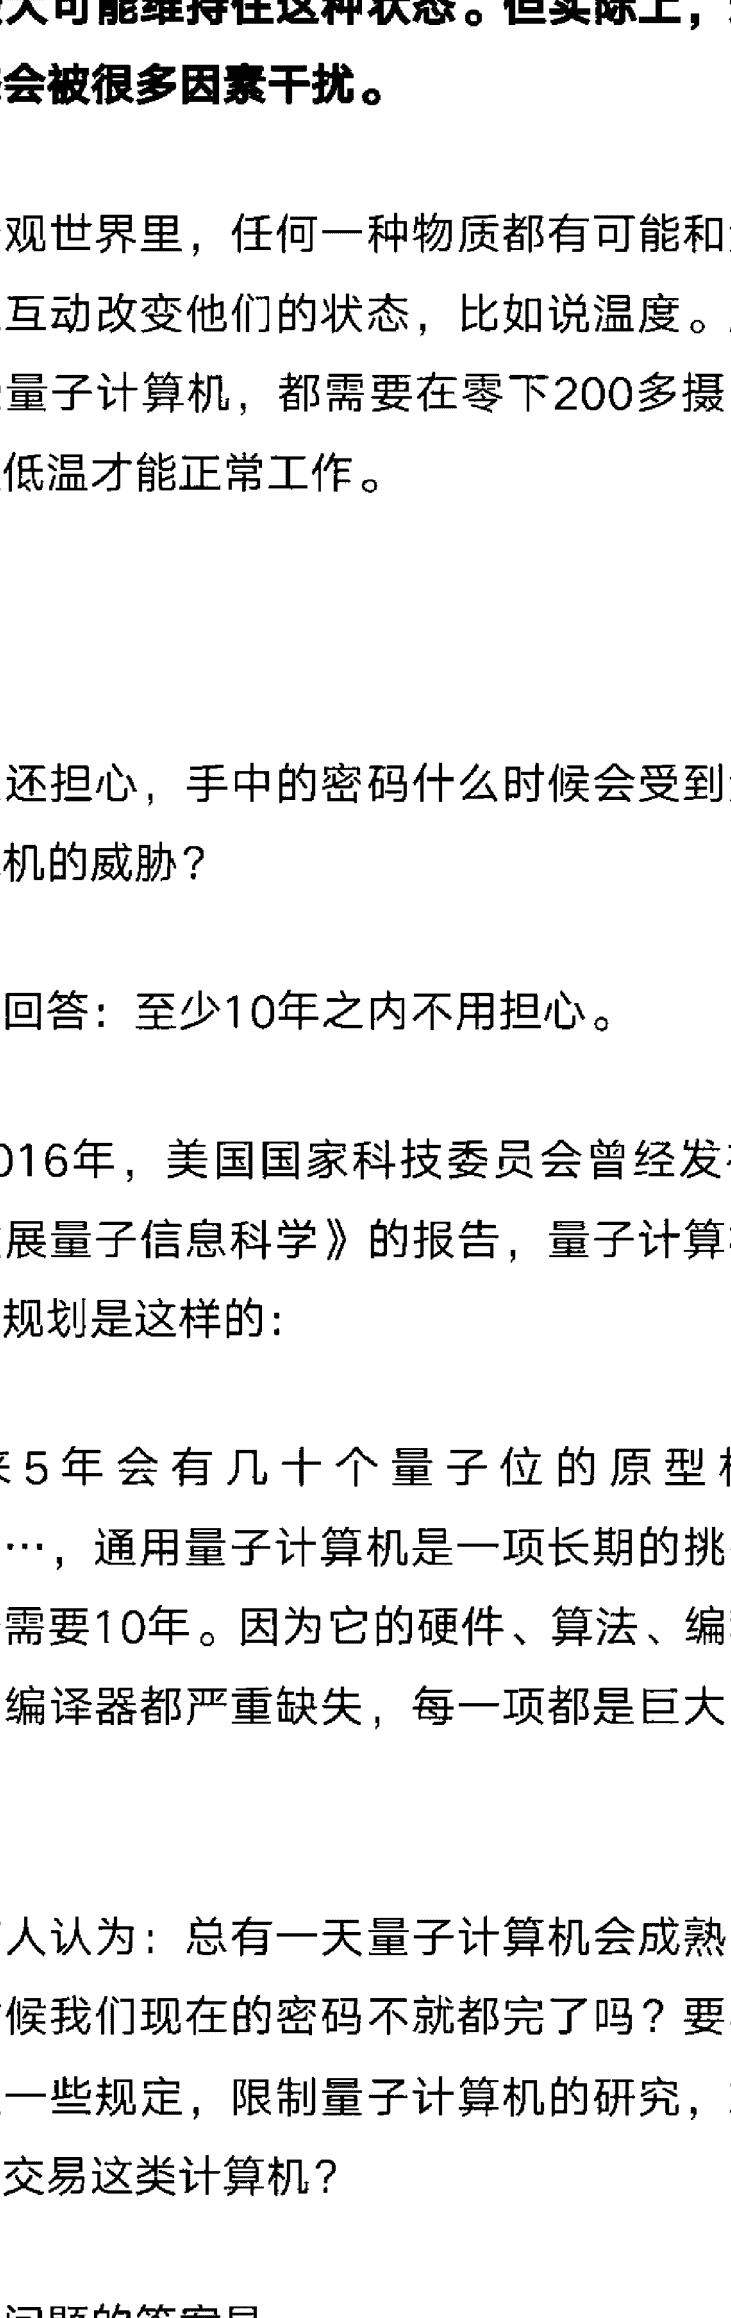 大可能维持住这种状态。但实际上，
会被很多因素干扰。
观世界里，任何一种物质都有可能和
互动改变他们的状态，比如说温度。
量子计算机，都需要在零下200多摄
低温才能正常工作。
还担心，手中的密码什么时候会受到
机的威胁？
回答：至少10年之内不用担心。
016年，美国国家科技委员会曾经发
展量子信息科学》的报告，量子计算
规划是这样的：
来5年会有几十个量子位的原型
…，通用量子计算机是一项长期的挑
需要10年。因为它的硬件、算法、编
编译器都严重缺失，每一项都是巨大
人认为：总有一天量子计算机会成熟
候我们现在的密码不就都完了吗？要
一些规定，限制量子计算机的研究，
交易这类计算机？
问题的答案是